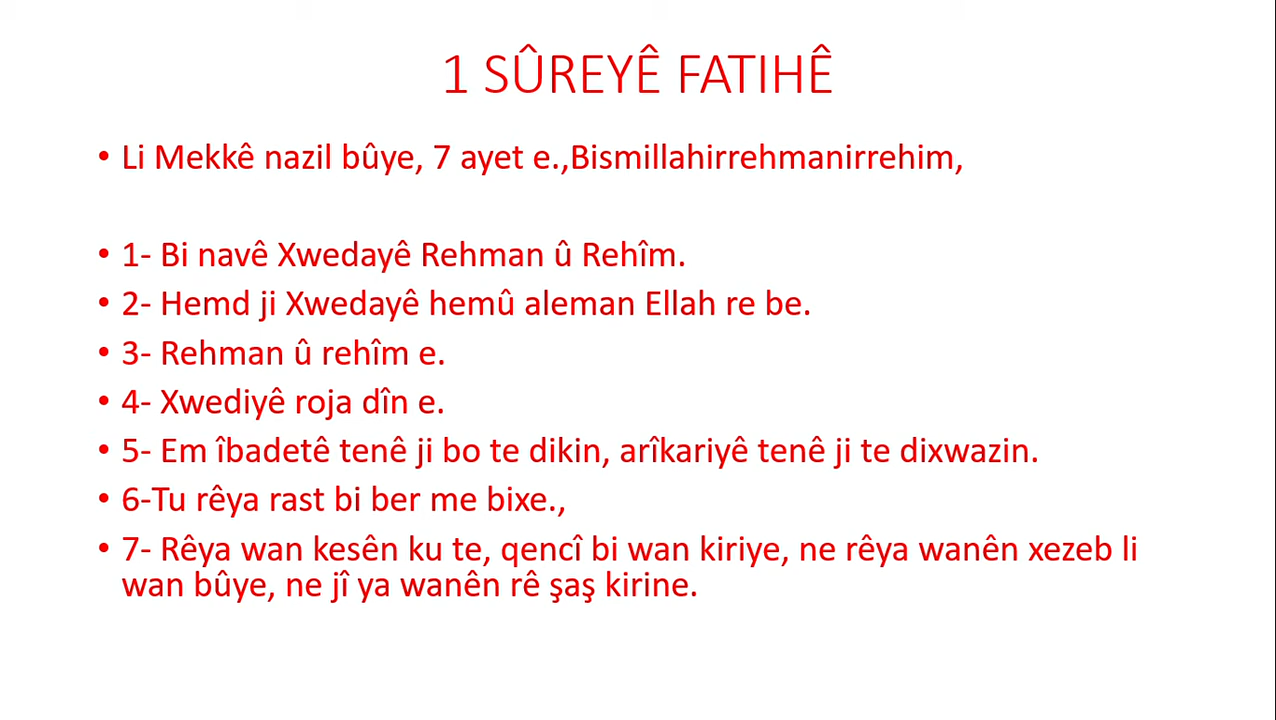 1 SÛREYÊ FATIHÊ
• Li Mekkê nazil bûye, 7 ayet e.,Bismillahirrehmanirrehim,
• 1- Bi navê Xwedayê Rehman û Rehîm.
• 2- Hemd ji Xwedayê hemû aleman Ellah re be.
• 3- Rehman û rehîm e.
• 4- Xwediyê roja dîn e.
• 5- Em îbadetê tenê ji bo te dikin, arîkariyê tenê ji te dixwazin.
• 6-Tu rêya rast bi ber me bixe.,
• 7- Rêya wan kesên ku te, qencî bi wan kiriye, ne rêya wanên xezeb li
wan bûye, ne jî ya wanên rê şaş kirine.